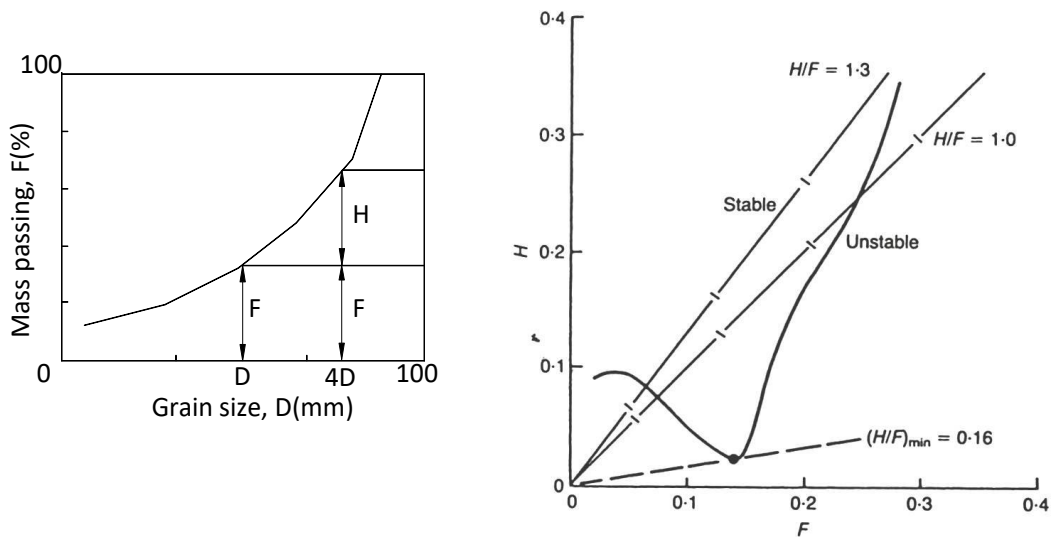 100
Mass passing, F(%)
H
F
F
0
D
4D
100
Grain size, D(mm)
0·4
H/F = 1·3
0·3
H/F = 1·0
Stable
H
0·2
Unstable
r
0·1
(H/F)min = 0·16
0
0
0·1
0·2
0·3
0·4
F